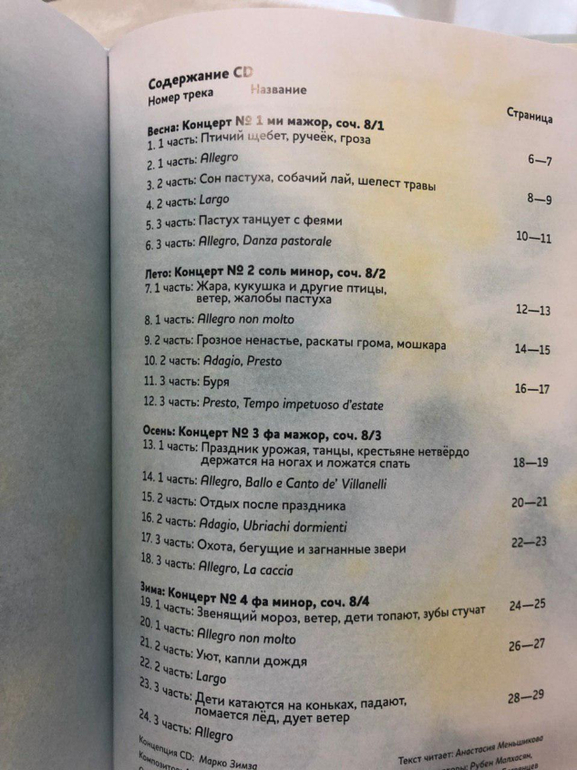 Содержание CD
Номер трека Название Страница
Весна: Концерт № 1 ми мажор, соч. 8/1
1. 1 часть: Птичий щебет, ручеёк, гроза 6—7
2. 1 часть: Allegro
3. 2 часть: Сон пастуха, собачий лай, шелест травы 8—9
4. 2 часть: Largo
5. 3 часть: Пастух танцует с феями 10—11
6. 3 часть: Allegro, Danza pastorale
Лето: Концерт № 2 соль минор, соч. 8/2
7. 1 часть: Жара, кукушка и другие птицы, 12—13
ветер, жалобы пастуха
8. 1 часть: Allegro non molto
9. 2 часть: Грозное ненастье, раскаты грома, мошкара 14—15
10. 2 часть: Adagio, Presto
11. 3 часть: Буря 16—17
12. 3 часть: Presto, Tempo impetuoso d'estate
Осень: Концерт № 3 фа мажор, соч. 8/3
13. 1 часть: Праздник урожая, танцы, крестьяне нетвёрдо
держатся на ногах и ложатся спать 18—19
14. 1 часть: Allegro, Ballo e Canto de' Villanelli
15. 2 часть: Отдых после праздника 20—21
16. 2 часть: Adagio, Ubriachi dormienti
17. 3 часть: Охота, бегущие и загнанные звери 22—23
18. 3 часть: Allegro, La caccia
Зима: Концерт № 4 фа минор, соч. 8/4
19. 1 часть: Звенящий мороз, ветер, дети топают, зубы стучат 24—25
20. 1 часть: Allegro non molto
21. 2 часть: Уют, капли дождя 26—27
22. 2 часть: Largo
23. 3 часть: Дети катаются на коньках, падают, 28—29
ломается лёд, дует ветер
24. 3 часть: Allegro
Концепция CD: Марко Зимза
Текст читает: Анастасия Меньшикова
Рубен Малхасян,